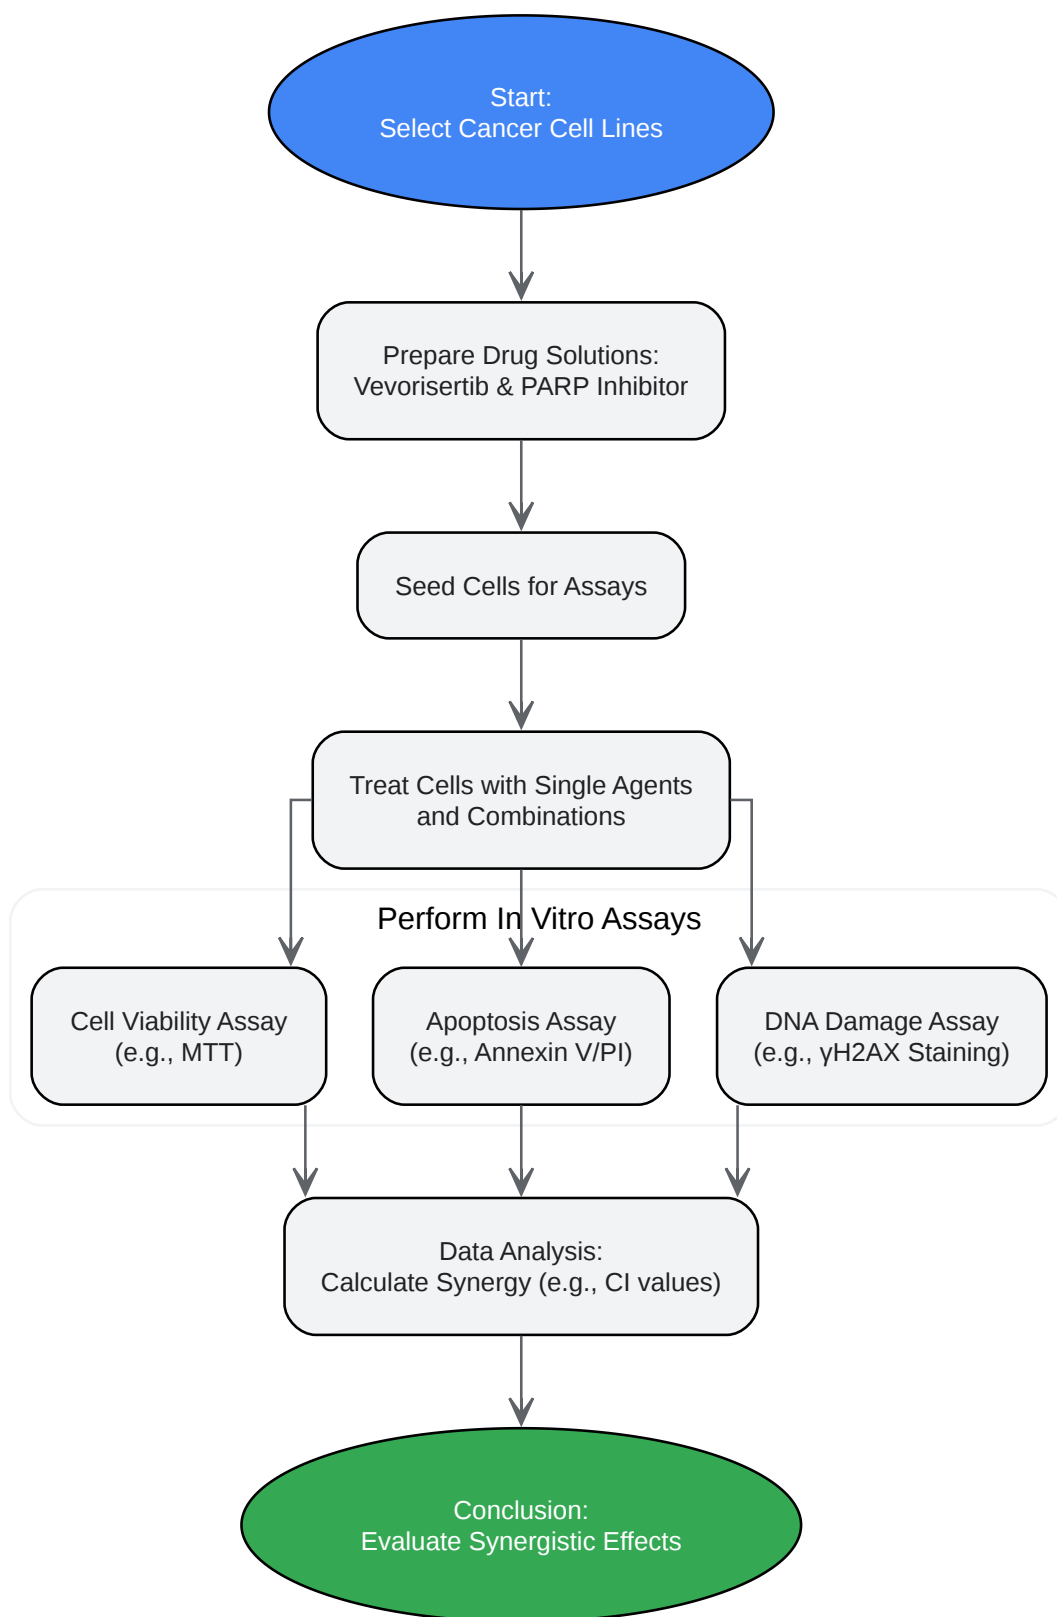 Start:
Select Cancer Cell Lines
Prepare Drug Solutions:
Vevorisertib & PARP Inhibitor
Seed Cells for Assays
Treat Cells with Single Agents
and Combinations
Perform In Vitro Assays
Cell Viability Assay
(e.g., MTT)
Apoptosis Assay
(e.g., Annexin V/PI)
DNA Damage Assay
(e.g., γH2AX Staining)
Data Analysis:
Calculate Synergy (e.g., CI values)
Conclusion:
Evaluate Synergistic Effects